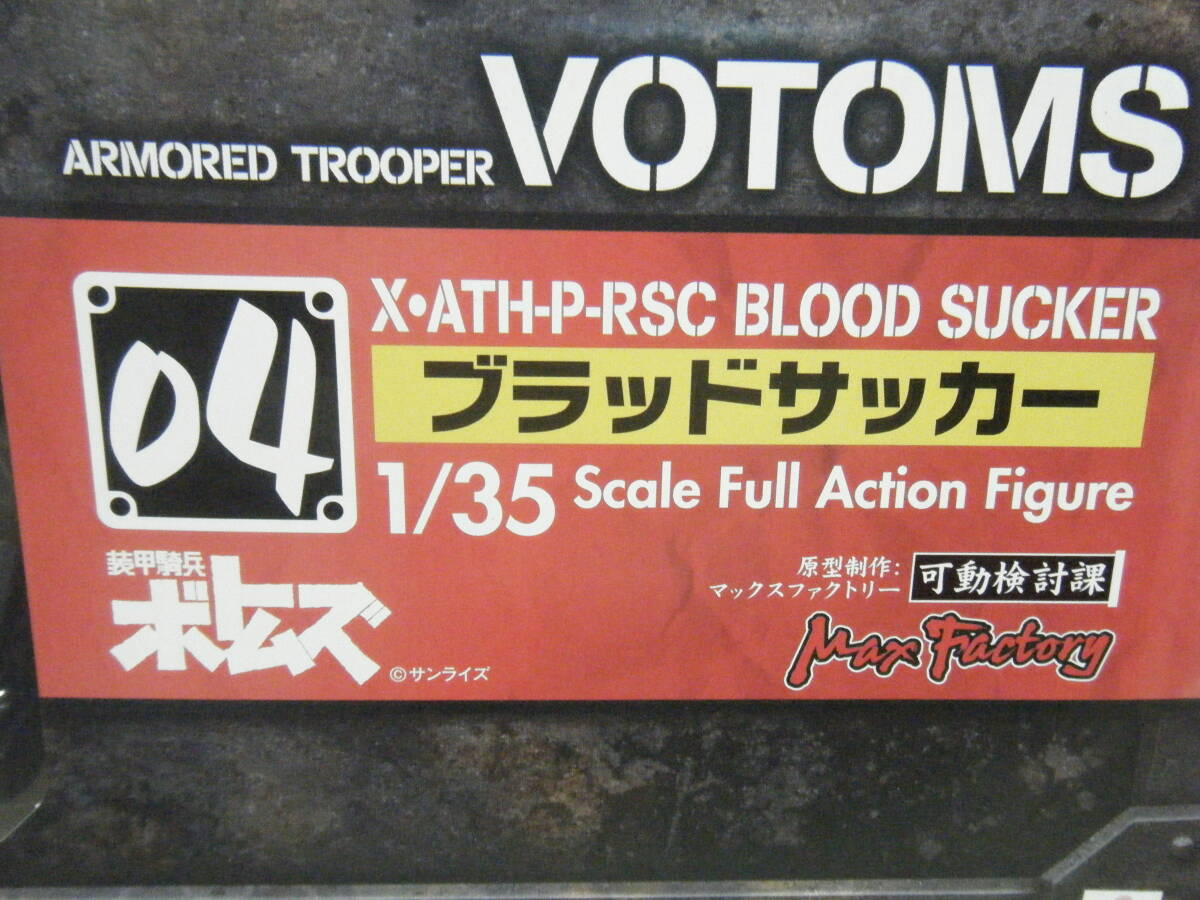 ARMORED TROOPER VOTOMS
04
X・ATH-P-RSC BLOOD SUCKER
ブラッドサッカー
1/35 Scale Full Action Figure
装甲騎兵
ボトムズ
©サンライズ
原型制作:
マックスファクトリー
可動検討課
Max Factory